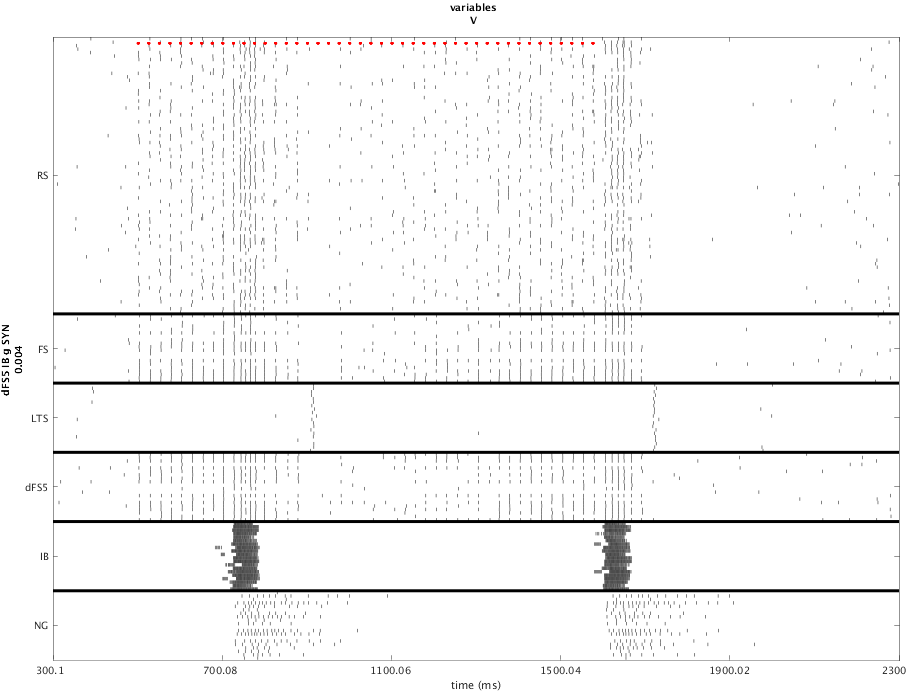 variables
V
RS
FS
LTS
dFS5
IB
NG
dFS5 IB g SYN
0.004
300.1
700.08
1100.06
1500.04
1900.02
2300
time (ms)